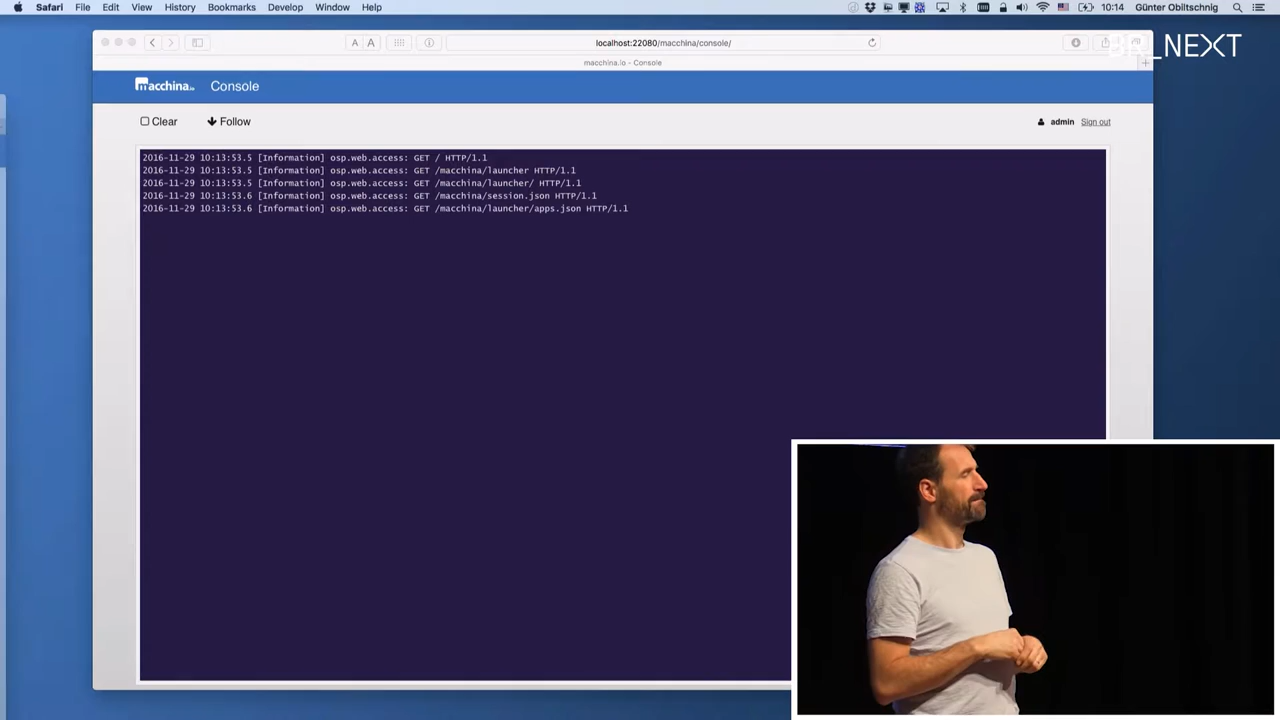 Safari File Edit View History Bookmarks Develop Window Help 10:14 Günter Obiltschnig
A A localhost:22080/macchina/console/
BR_NEXT
macchina.io - Console
macchina.io Console
Clear Follow admin Sign out
2016-11-29 10:13:53.5 [Information] osp.web.access: GET / HTTP/1.1
2016-11-29 10:13:53.5 [Information] osp.web.access: GET /macchina/launcher HTTP/1.1
2016-11-29 10:13:53.5 [Information] osp.web.access: GET /macchina/launcher/ HTTP/1.1
2016-11-29 10:13:53.6 [Information] osp.web.access: GET /macchina/session.json HTTP/1.1
2016-11-29 10:13:53.6 [Information] osp.web.access: GET /macchina/launcher/apps.json HTTP/1.1